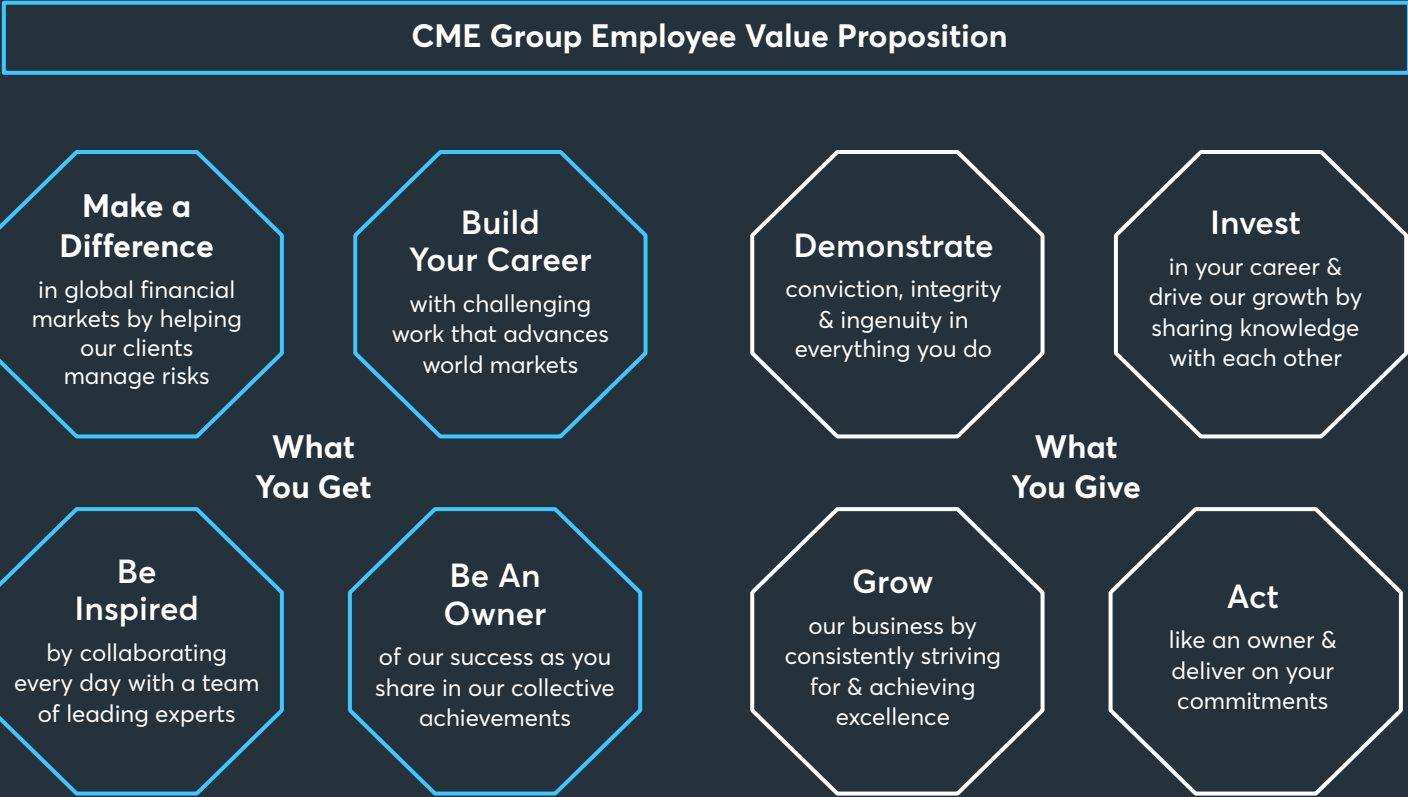 CME Group Employee Value Proposition
Make a
Difference
in global financial
markets by helping
our clients
manage risks
Build
Your Career
with challenging
work that advances
world markets
What
You Get
Be
Inspired
by collaborating
every day with a team
of leading experts
Be An
Owner
of our success as you
share in our collective
achievements
Demonstrate
conviction, integrity
& ingenuity in
everything you do
Invest
in your career &
drive our growth by
sharing knowledge
with each other
What
You Give
Grow
our business by
consistently striving
for & achieving
excellence
Act
like an owner &
deliver on your
commitments